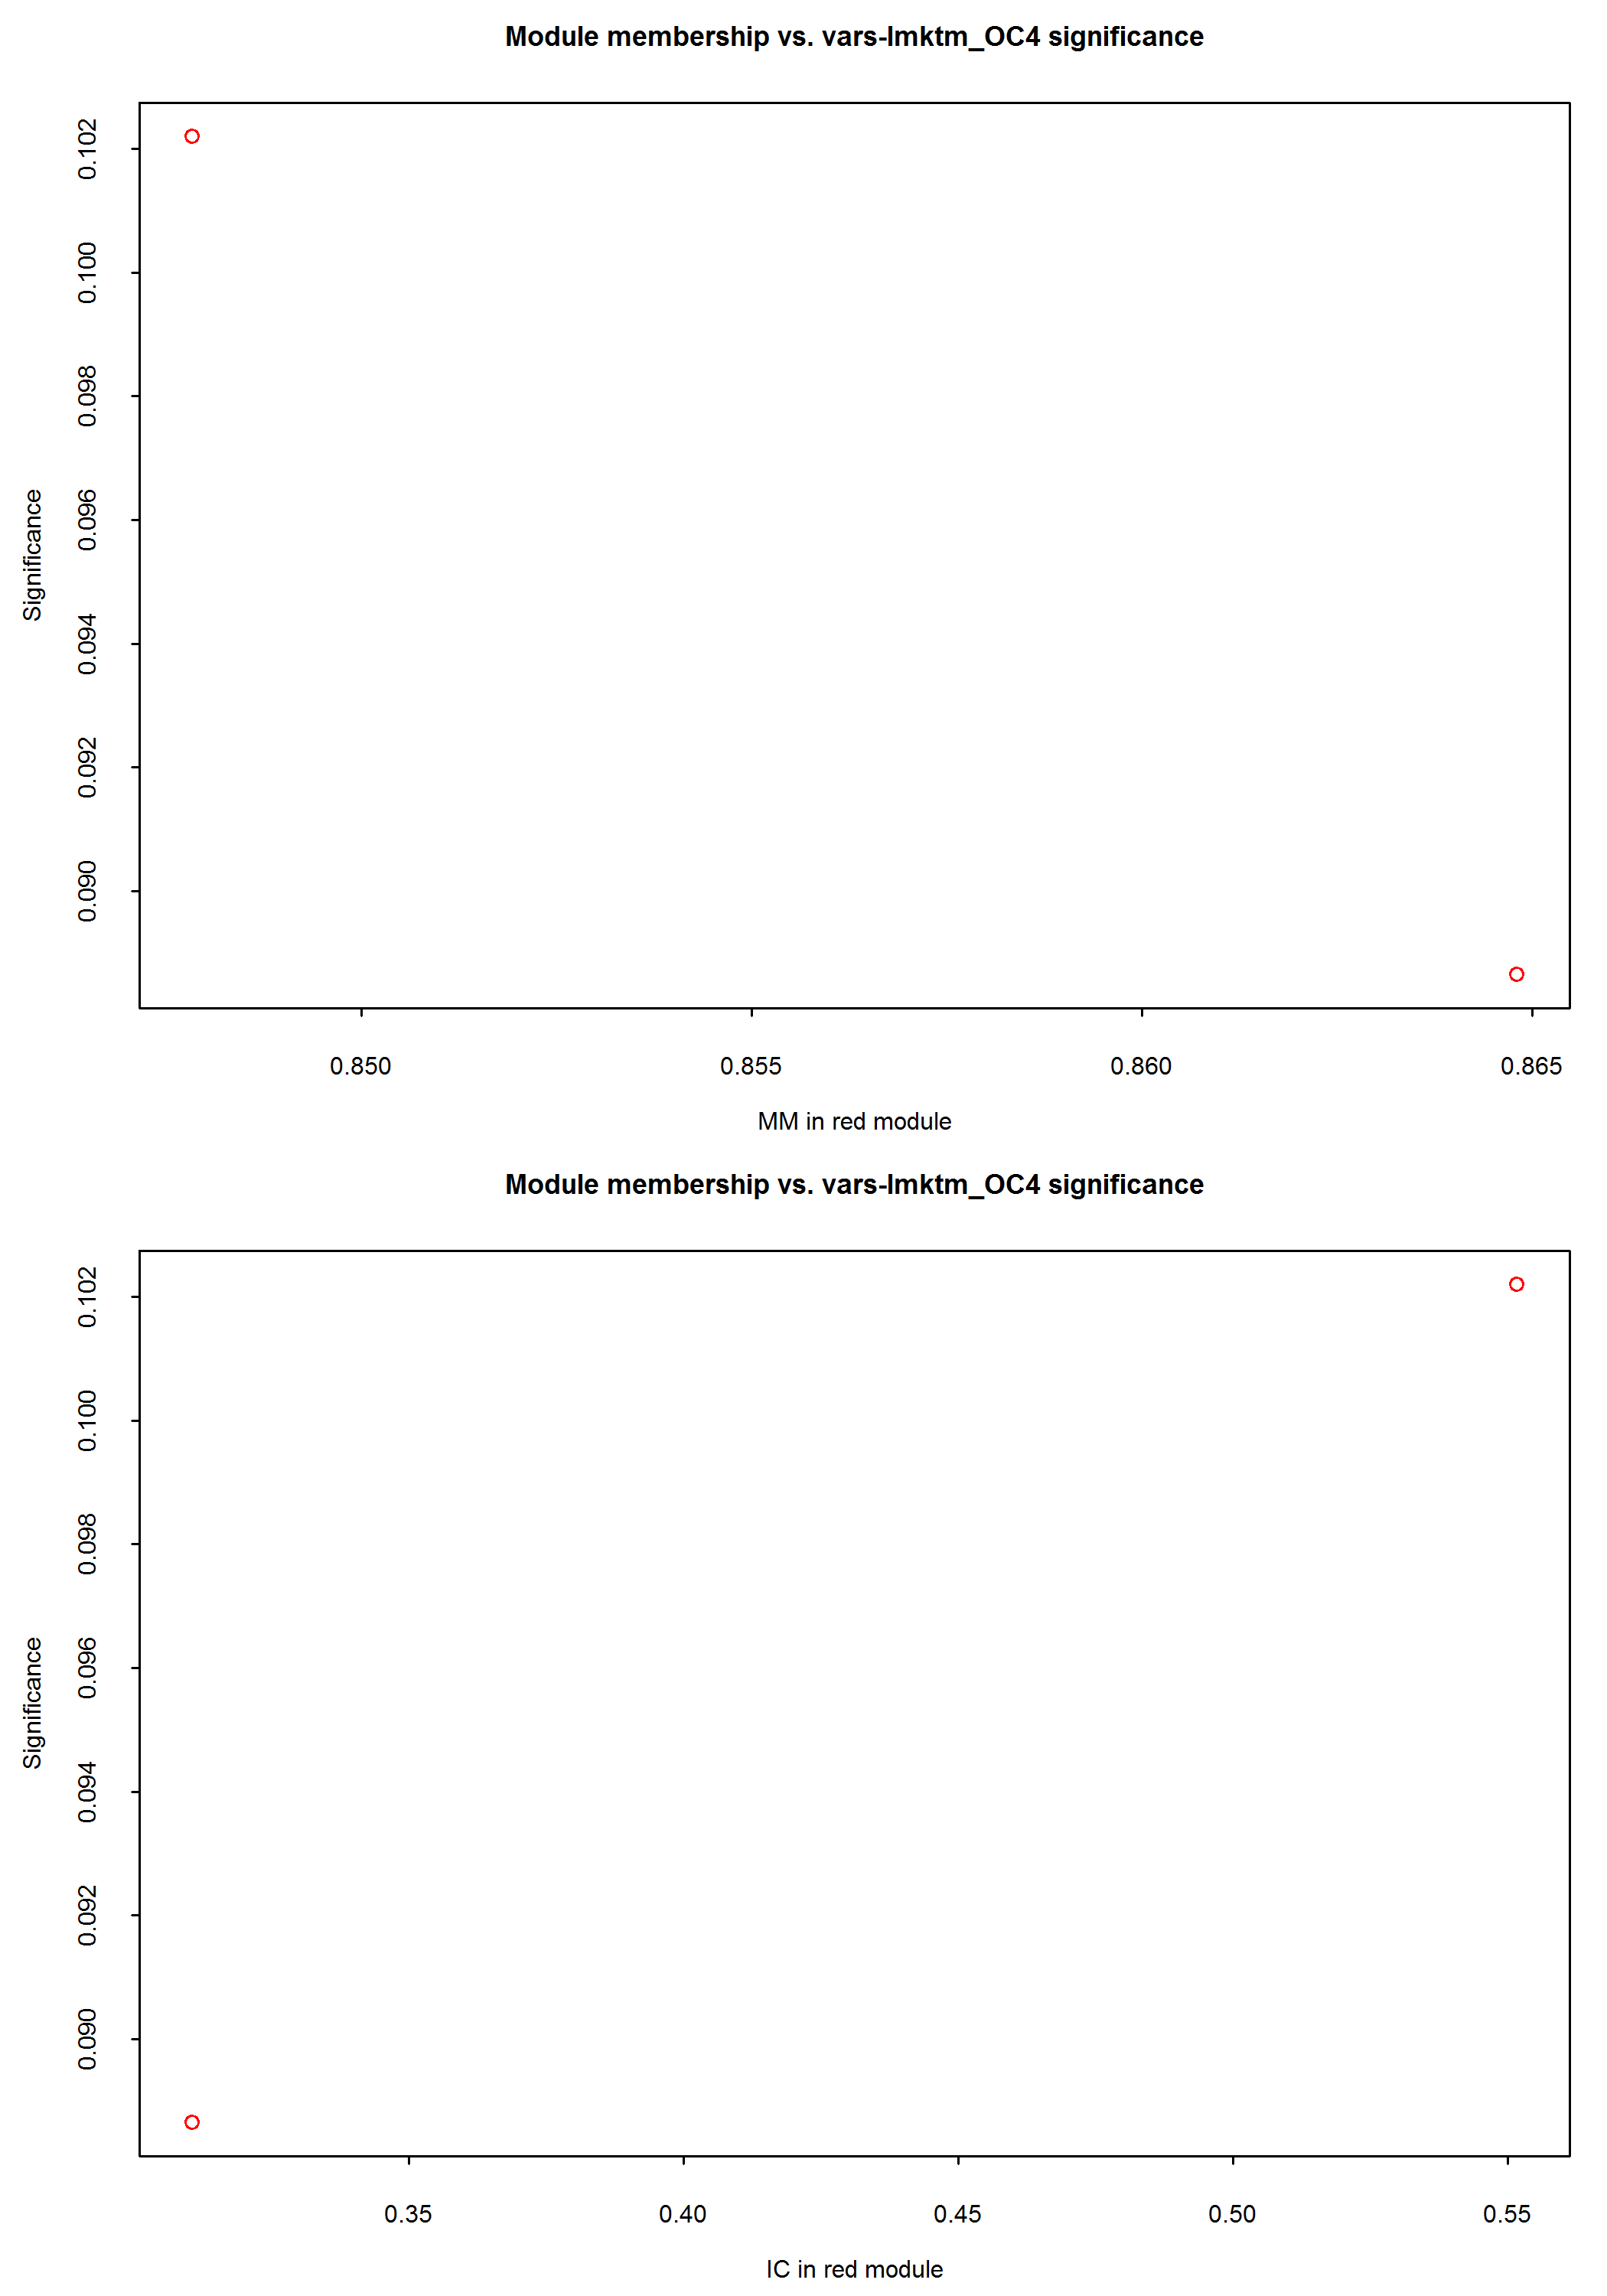 Module membership vs. vars-lmktm_OC4 significance
0.102
0.100
0.098
0.096
0.094
0.092
0.090
Significance
0.850 0.855 0.860 0.865
MM in red module
Module membership vs. vars-lmktm_OC4 significance
0.102
0.100
0.098
0.096
0.094
0.092
0.090
Significance
0.35 0.40 0.45 0.50 0.55
IC in red module